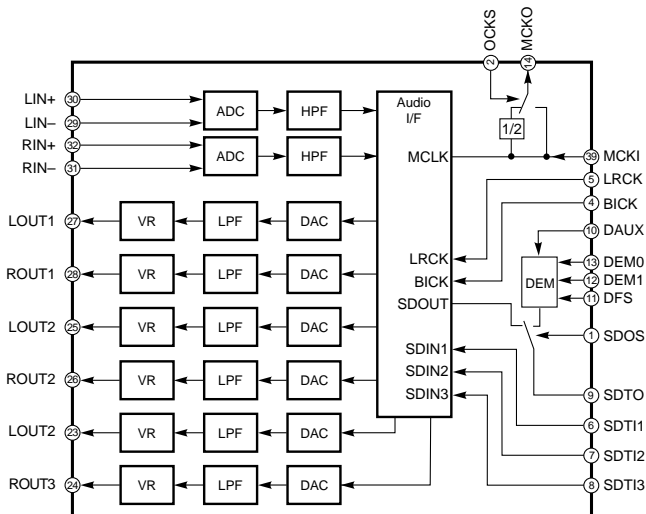 OCKS
MCKO
2
14
LIN+ 30
LIN– 29
RIN+ 32
RIN– 31
ADC HPF
ADC HPF
Audio
I/F
1/2
MCLK
39 MCKI
5 LRCK
4 BICK
10 DAUX
13 DEM0
12 DEM1
11 DFS
DEM
LOUT1 27 VR LPF DAC
ROUT1 28 VR LPF DAC
LRCK
BICK
SDOUT
1 SDOS
LOUT2 25 VR LPF DAC
SDIN1
SDIN2
SDIN3
ROUT2 26 VR LPF DAC
9 SDTO
6 SDTI1
LOUT2 23 VR LPF DAC
7 SDTI2
ROUT3 24 VR LPF DAC
8 SDTI3